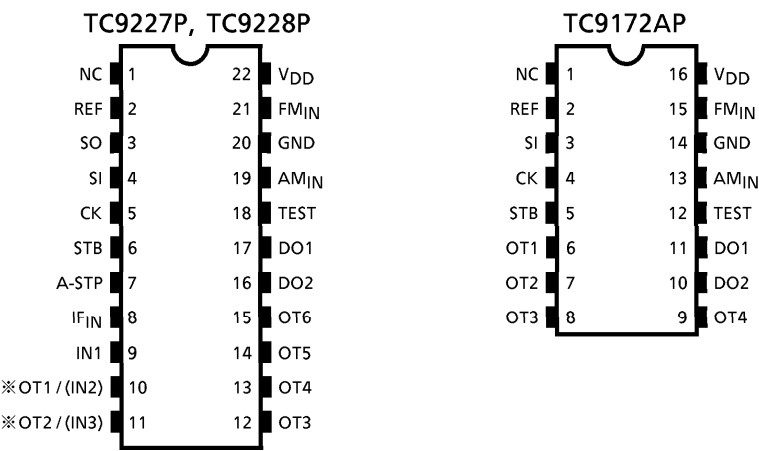 TC9227P, TC9228P
NC 1 22 VDD
REF 2 21 FMIN
SO 3 20 GND
SI 4 19 AMIN
CK 5 18 TEST
STB 6 17 DO1
A-STP 7 16 DO2
IFIN 8 15 OT6
IN1 9 14 OT5
※OT1/(IN2) 10 13 OT4
※OT2/(IN3) 11 12 OT3
TC9172AP
NC 1 16 VDD
REF 2 15 FMIN
SI 3 14 GND
CK 4 13 AMIN
STB 5 12 TEST
OT1 6 11 DO1
OT2 7 10 DO2
OT3 8 9 OT4